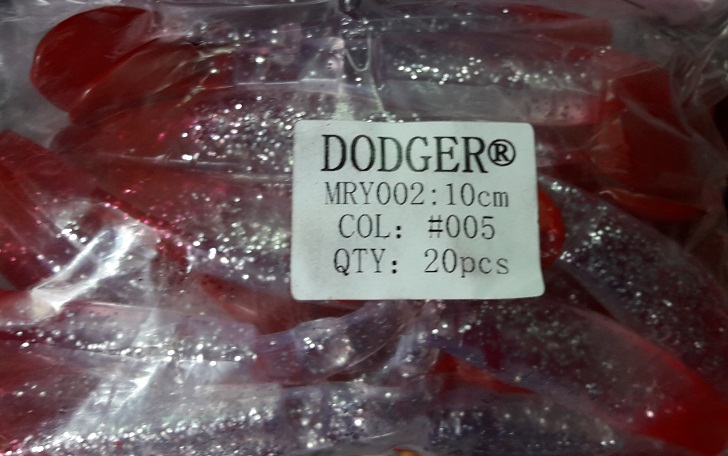 DODGER®
MRY002:10cm
COL: #005
QTY: 20pcs